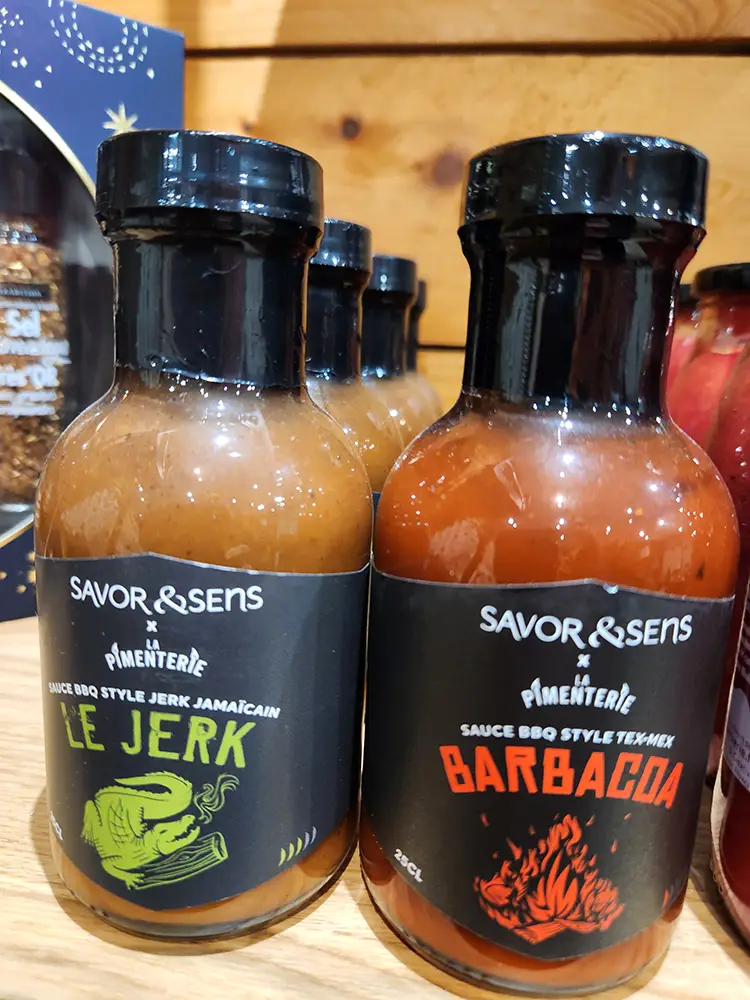 Sel
SAVOR & SENS
x
LA
PIMENTERIE
SAUCE BBQ STYLE JERK JAMAÏCAIN
LE JERK
SAVOR & SENS
x
LA
PIMENTERIE
SAUCE BBQ STYLE TEX-MEX
BARBACOA
25CL